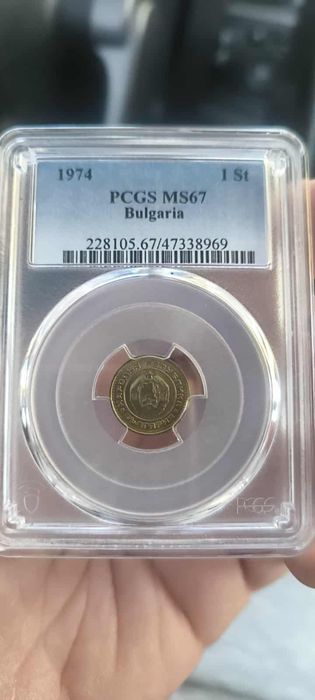 1974 1 St
PCGS MS67
Bulgaria
228105.67/47338969
PCGS